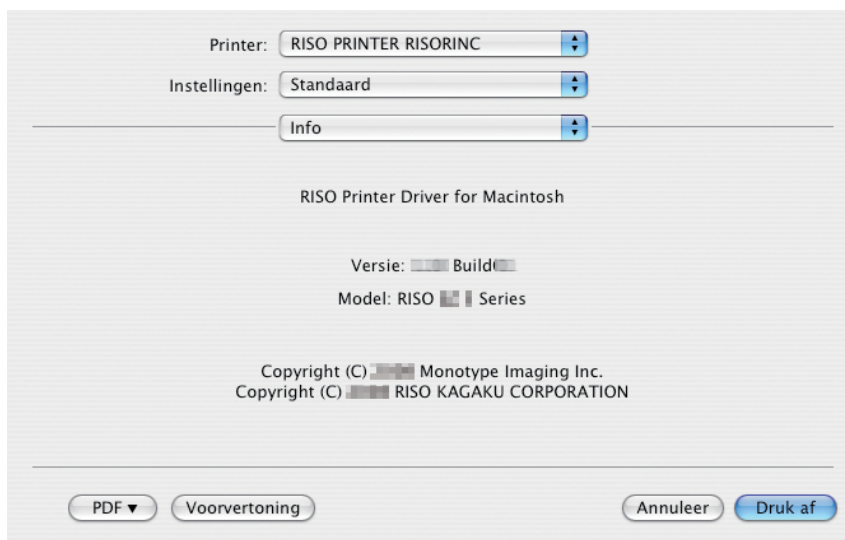 Printer: RISO PRINTER RISORINC
Instellingen: Standaard
Info
RISO Printer Driver for Macintosh
Versie: Build
Model: RISO Series
Copyright (C) Monotype Imaging Inc.
Copyright (C) RISO KAGAKU CORPORATION
PDF ▼ Voorvertoning Annuleer Druk af